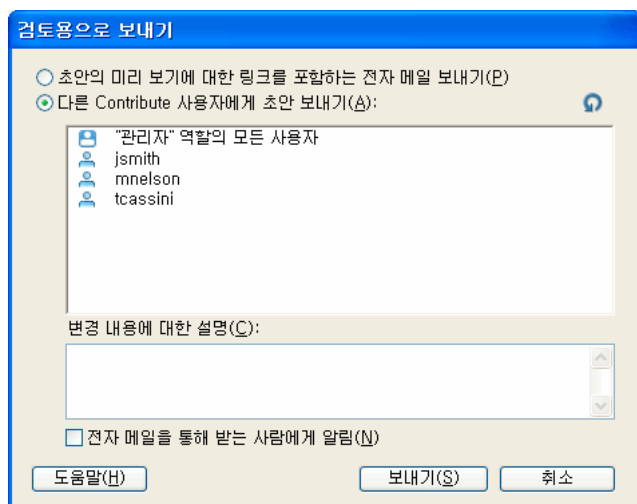 검토용으로 보내기
초안의 미리 보기에 대한 링크를 포함하는 전자 메일 보내기(P)
다른 Contribute 사용자에게 초안 보내기(A):
"관리자" 역할의 모든 사용자
jsmith
mnelson
tcassini
변경 내용에 대한 설명(C):
전자 메일을 통해 받는 사람에게 알림(N)
도움말(H) 보내기(S) 취소